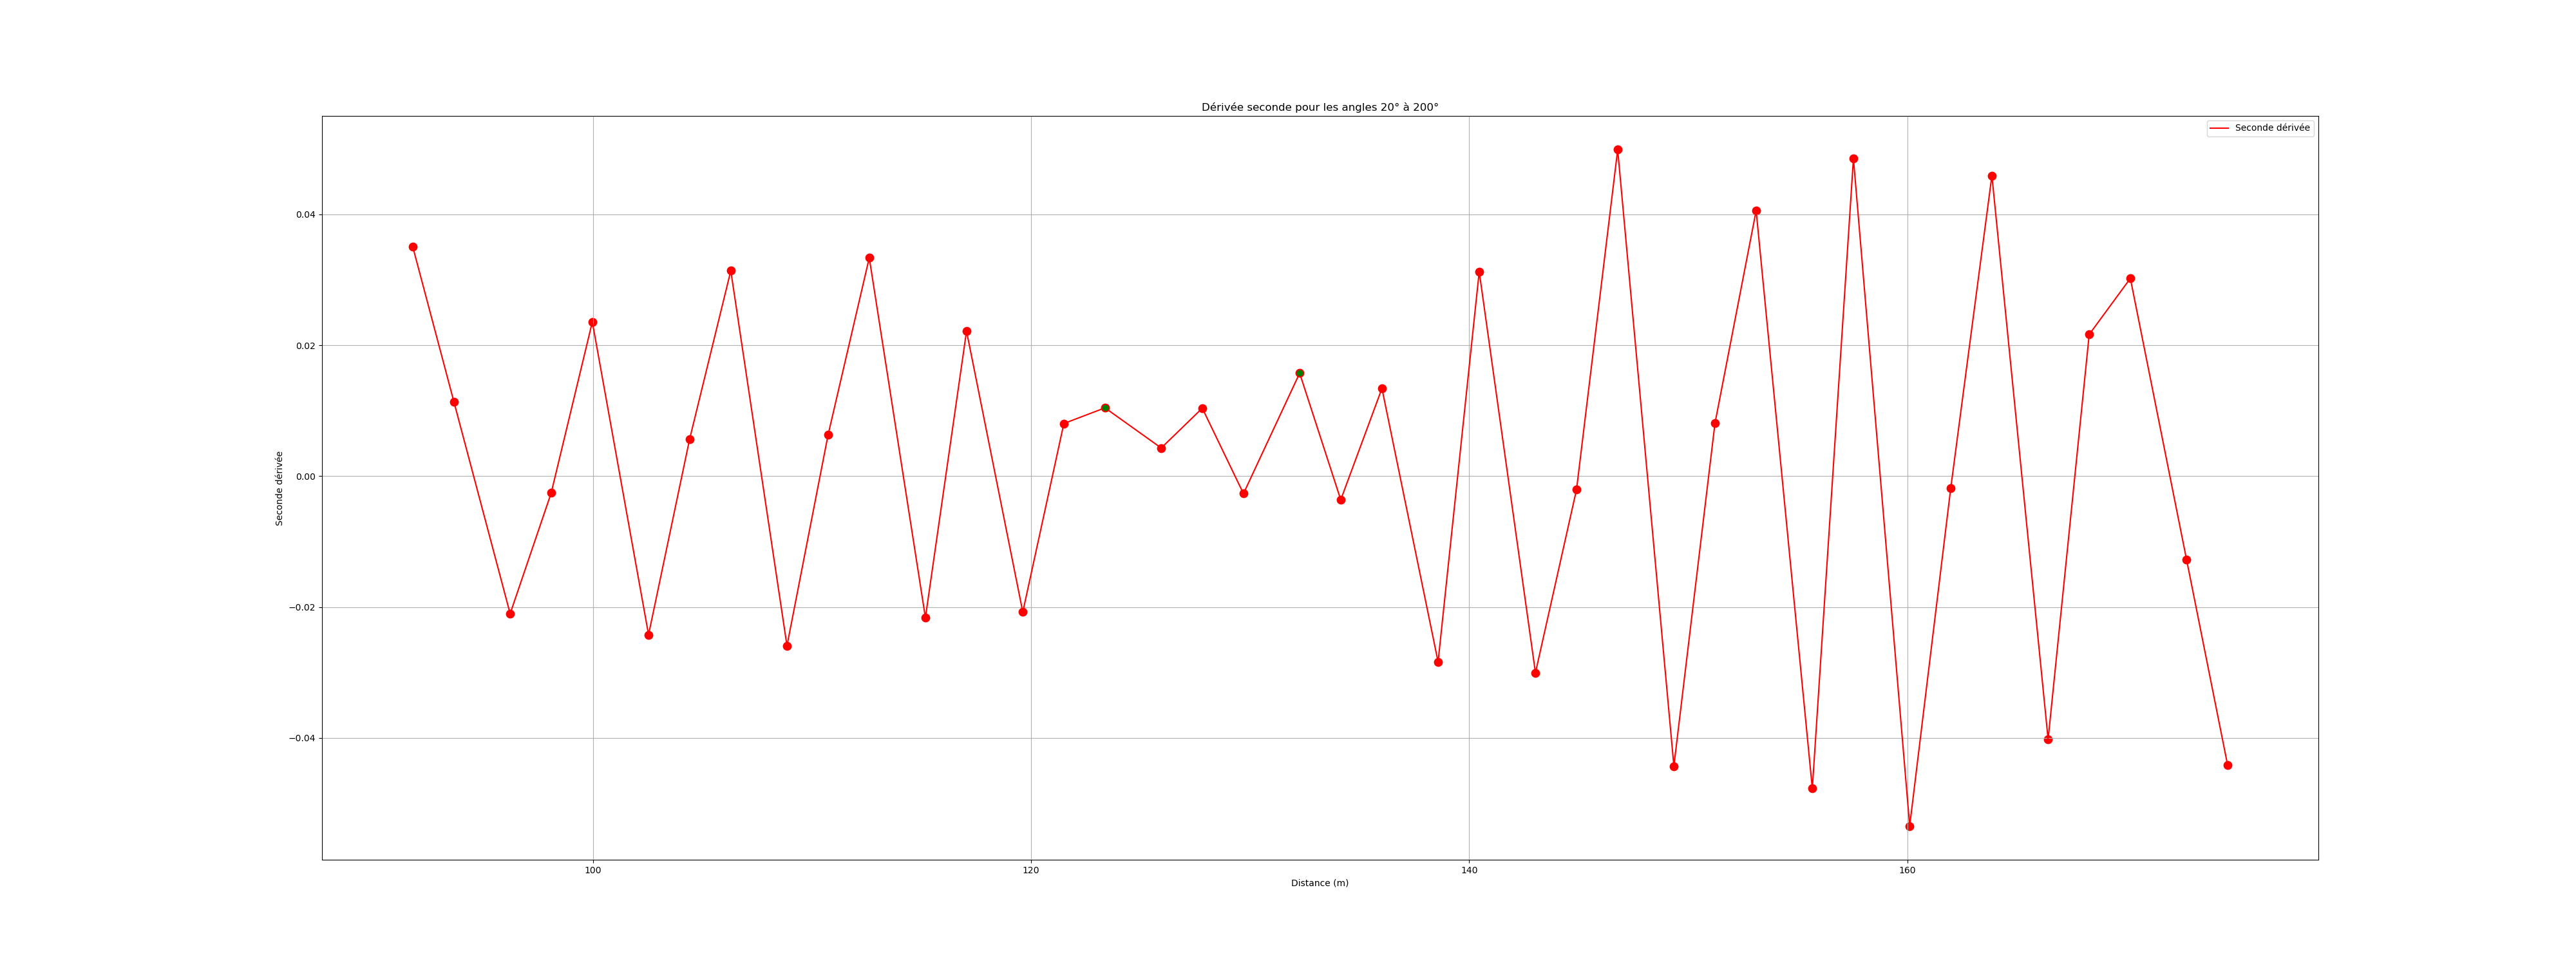 Dérivée seconde pour les angles 20° à 200°
Seconde dérivée
0.04
0.02
0.00
−0.02
−0.04
Seconde dérivée
100
120
140
160
Distance (m)